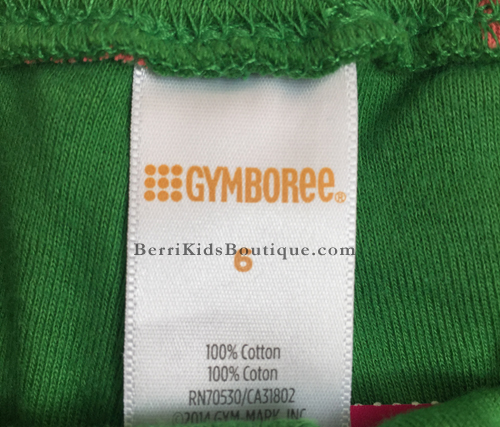 GYMBOREE®
BerriKidsBoutique.com
6
100% Cotton
100% Coton
RN70530/CA31802
©2014 GYM-MARK, INC.